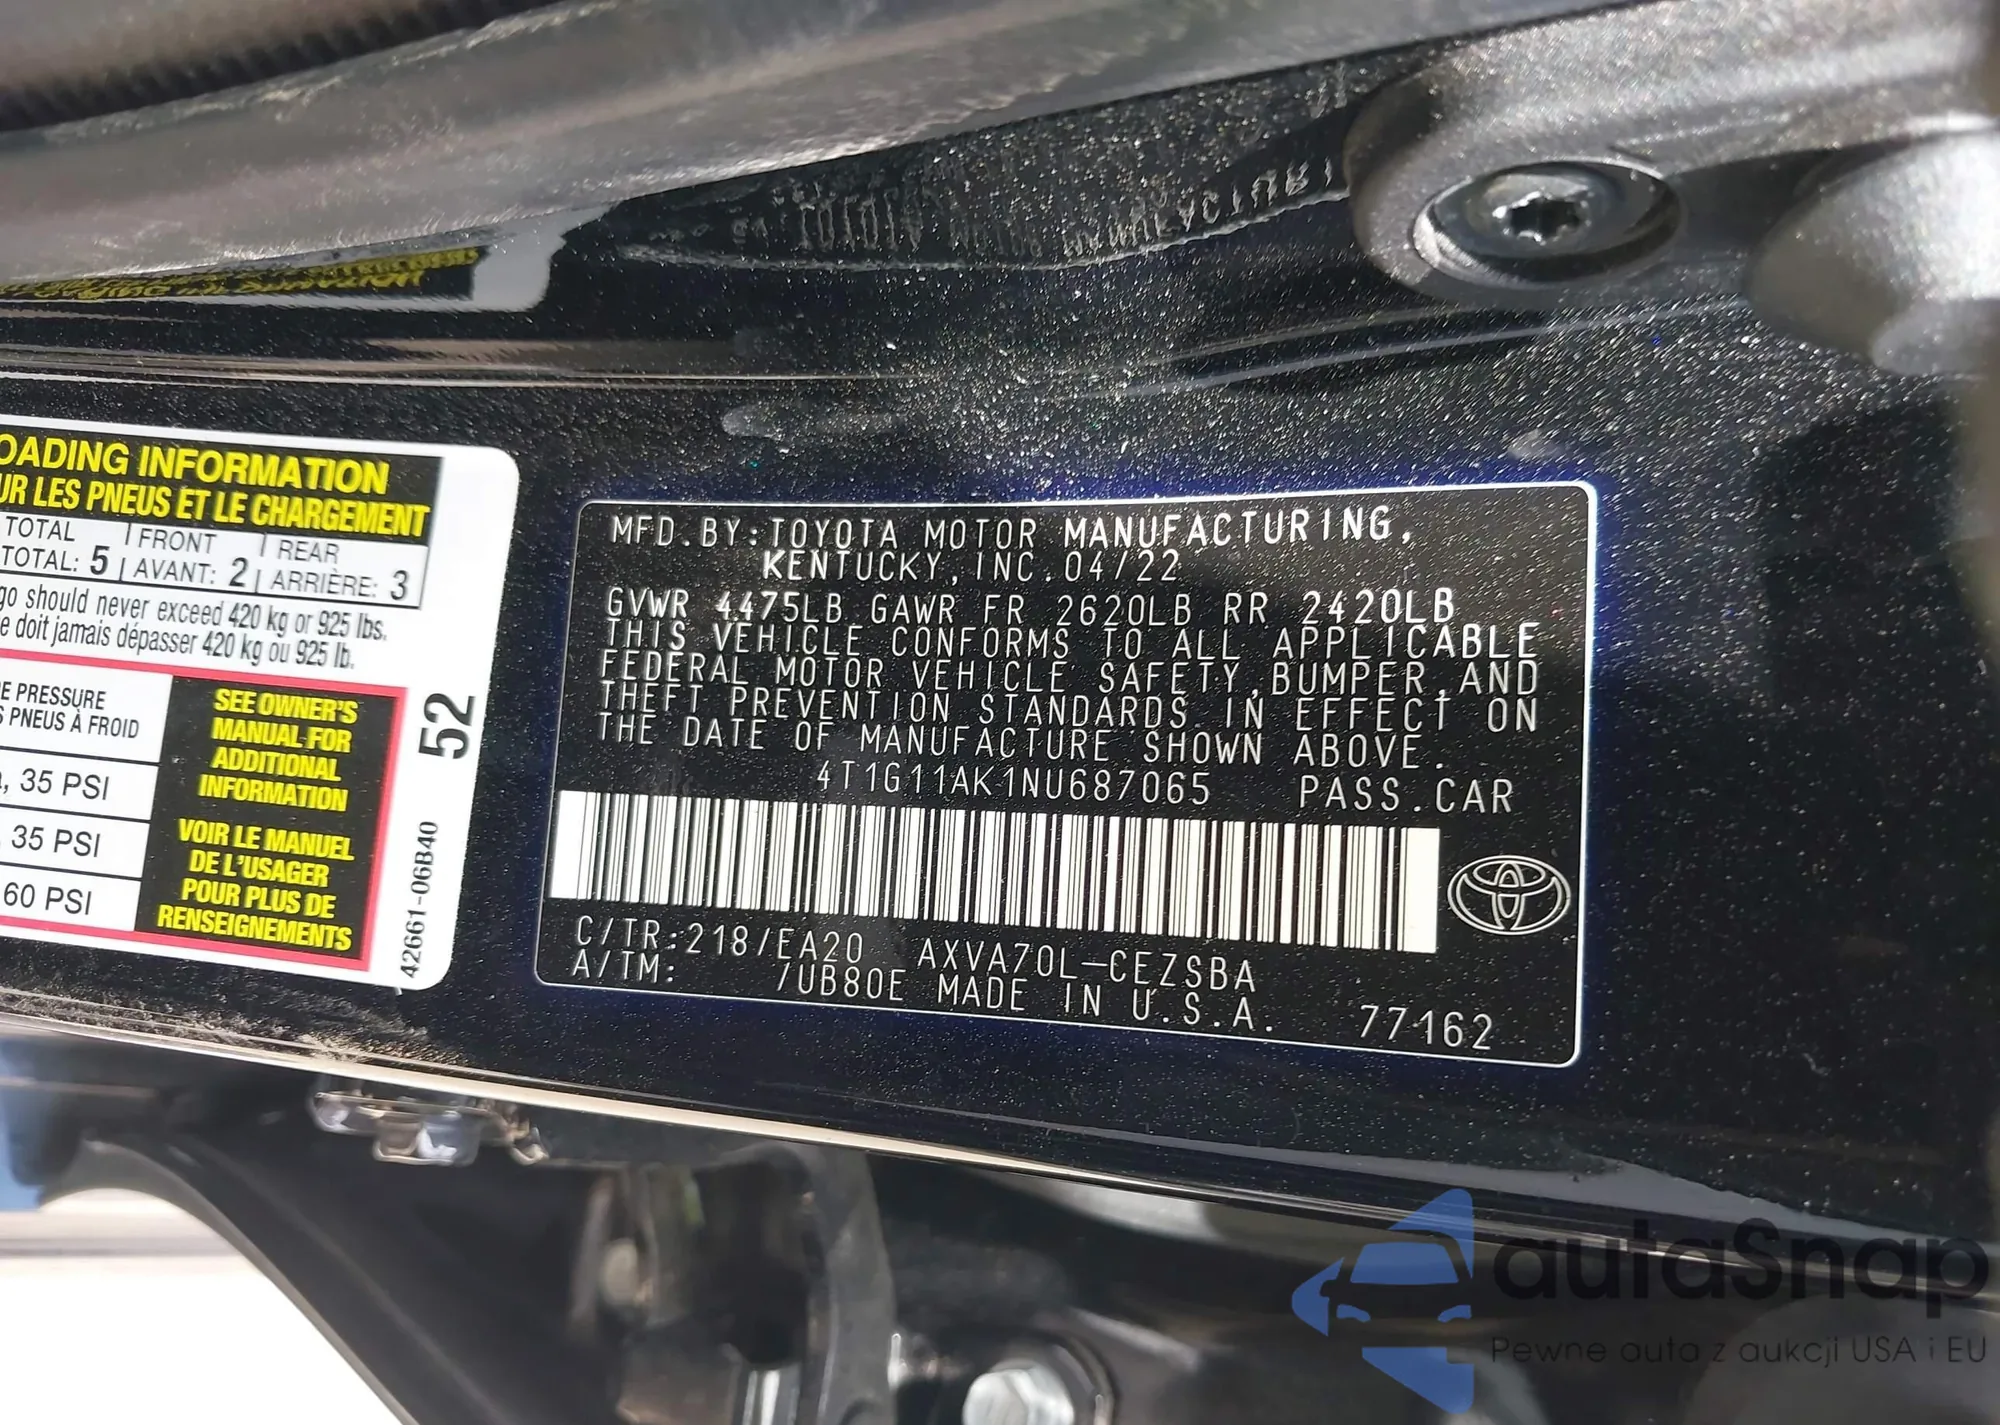 OADING INFORMATION
UR LES PNEUS ET LE CHARGEMENT
TOTAL FRONT REAR
TOTAL: 5 AVANT: 2 ARRIÈRE: 3
go should never exceed 420 kg or 925 lbs.
e doit jamais dépasser 420 kg ou 925 lb.
E PRESSURE
S PNEUS À FROID
, 35 PSI
, 35 PSI
60 PSI
SEE OWNER'S
MANUAL FOR
ADDITIONAL
INFORMATION
VOIR LE MANUEL
DE L'USAGER
POUR PLUS DE
RENSEIGNEMENTS
52
42661-06B40
MFD. BY: TOYOTA MOTOR MANUFACTURING,
KENTUCKY, INC. 04/22
GVWR 4475LB GAWR FR 2620LB RR 2420LB
THIS VEHICLE CONFORMS TO ALL APPLICABLE
FEDERAL MOTOR VEHICLE SAFETY, BUMPER, AND
THEFT PREVENTION STANDARDS IN EFFECT ON
THE DATE OF MANUFACTURE SHOWN ABOVE.
4T1G11AK1NU687065 PASS. CAR
C/TR: 218/EA20 AXVA70L-CEZSBA
A/TM: /UB80E MADE IN U.S.A. 77162
autaSnap
Pewne auta z aukcji USA i EU